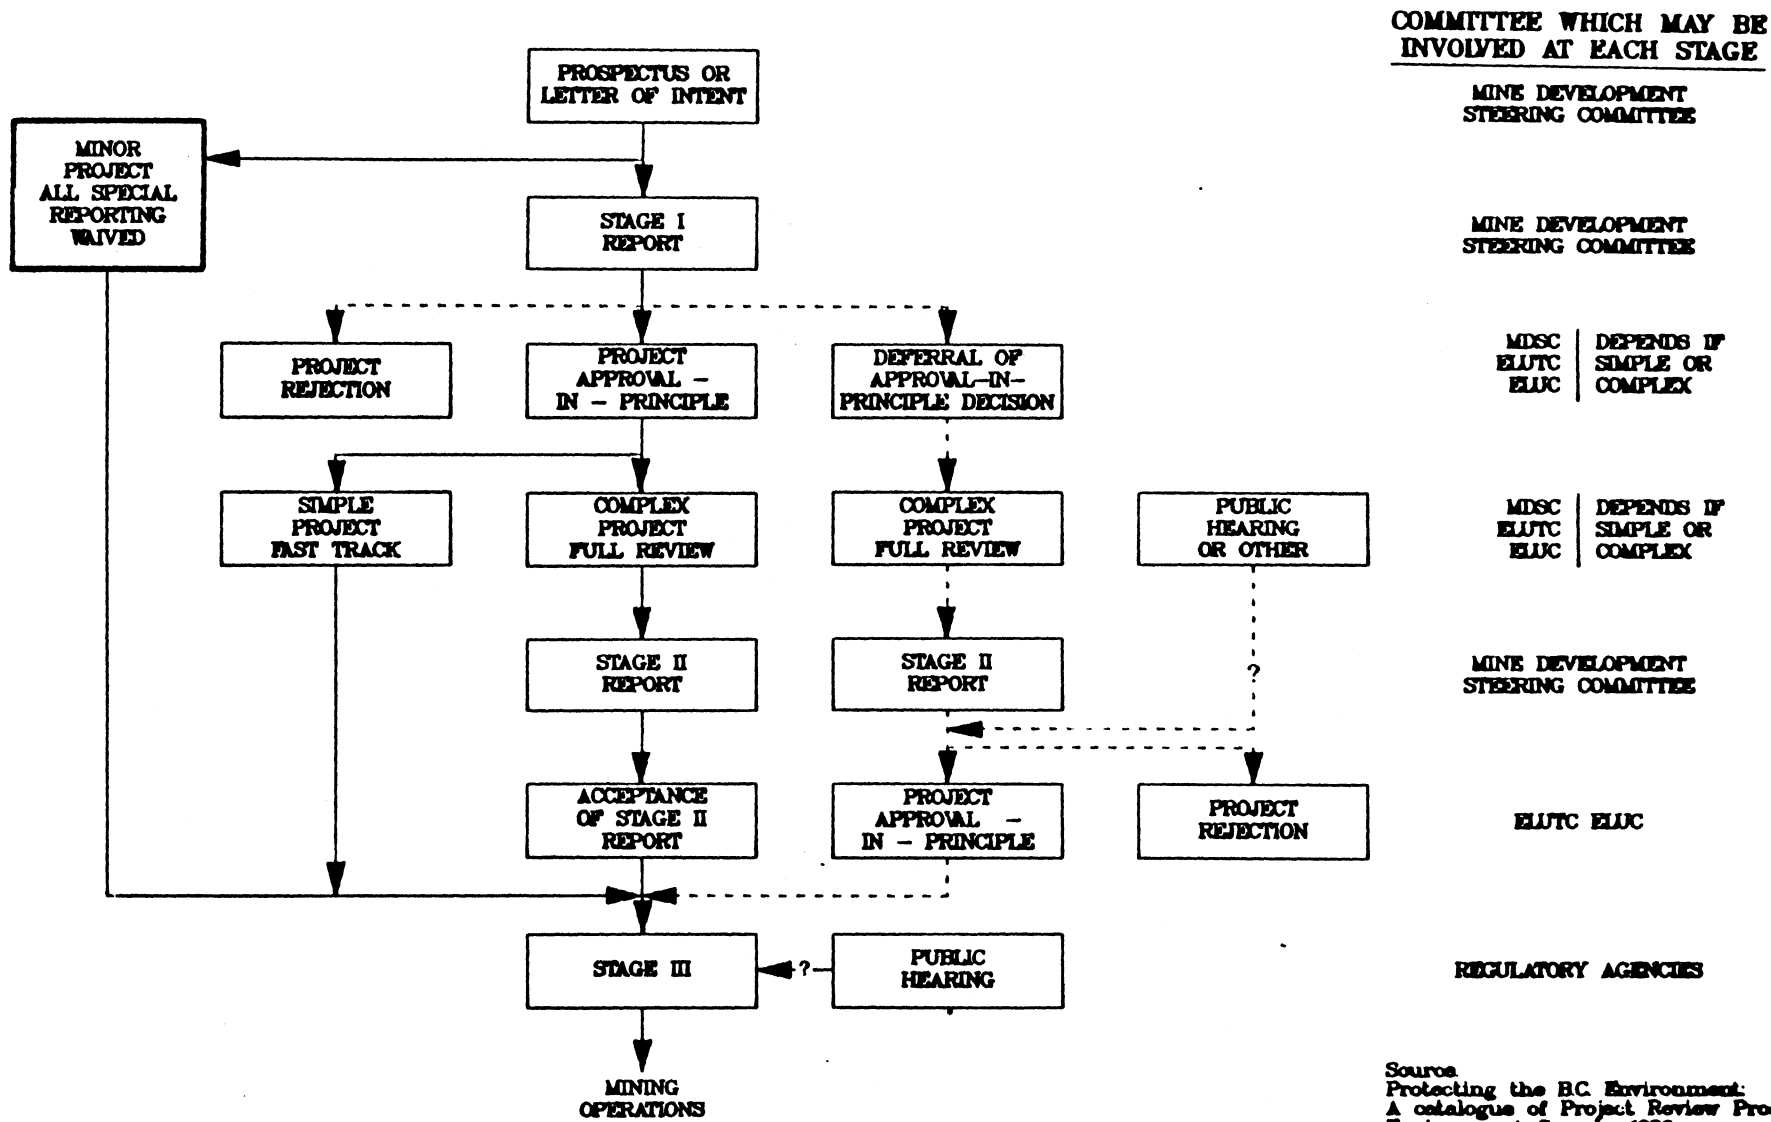 COMMITTEE WHICH MAY BE
INVOLVED AT EACH STAGE
PROSPECTUS OR
LETTER OF INTENT
MINE DEVELOPMENT
STEERING COMMITTEE
MINOR
PROJECT
ALL SPECIAL
REPORTING
WAIVED
STAGE I
REPORT
MINE DEVELOPMENT
STEERING COMMITTEE
PROJECT
REJECTION
PROJECT
APPROVAL -
IN - PRINCIPLE
DEFERRAL OF
APPROVAL-IN-
PRINCIPLE DECISION
MDSC
ELUTC
ELUC
DEPENDS IF
SIMPLE OR
COMPLEX
SIMPLE
PROJECT
FAST TRACK
COMPLEX
PROJECT
FULL REVIEW
COMPLEX
PROJECT
FULL REVIEW
PUBLIC
HEARING
OR OTHER
MDSC
ELUTC
ELUC
DEPENDS IF
SIMPLE OR
COMPLEX
STAGE II
REPORT
STAGE II
REPORT
?
MINE DEVELOPMENT
STEERING COMMITTEE
ACCEPTANCE
OF STAGE II
REPORT
PROJECT
APPROVAL -
IN - PRINCIPLE
PROJECT
REJECTION
ELUTC ELUC
STAGE III
?
PUBLIC
HEARING
REGULATORY AGENCIES
MINING
OPERATIONS
Source
Protecting the B.C. Environment:
A catalogue of Project Review